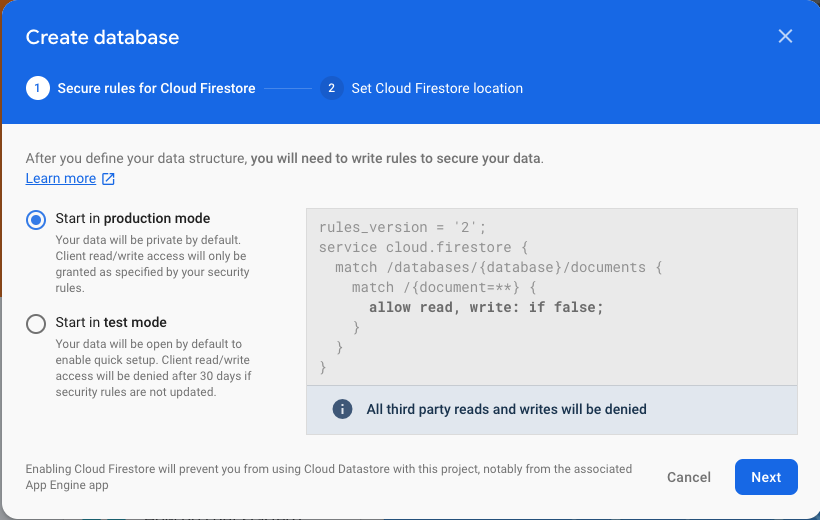 Create database
1 Secure rules for Cloud Firestore 2 Set Cloud Firestore location
After you define your data structure, you will need to write rules to secure your data.
Learn more
Start in production mode
Your data will be private by default.
Client read/write access will only be
granted as specified by your security
rules.
Start in test mode
Your data will be open by default to
enable quick setup. Client read/write
access will be denied after 30 days if
security rules are not updated.
rules_version = '2';
service cloud.firestore {
  match /databases/{database}/documents {
    match /{document=**} {
      allow read, write: if false;
    }
  }
}
All third party reads and writes will be denied
Enabling Cloud Firestore will prevent you from using Cloud Datastore with this project, notably from the associated
App Engine app
Cancel Next